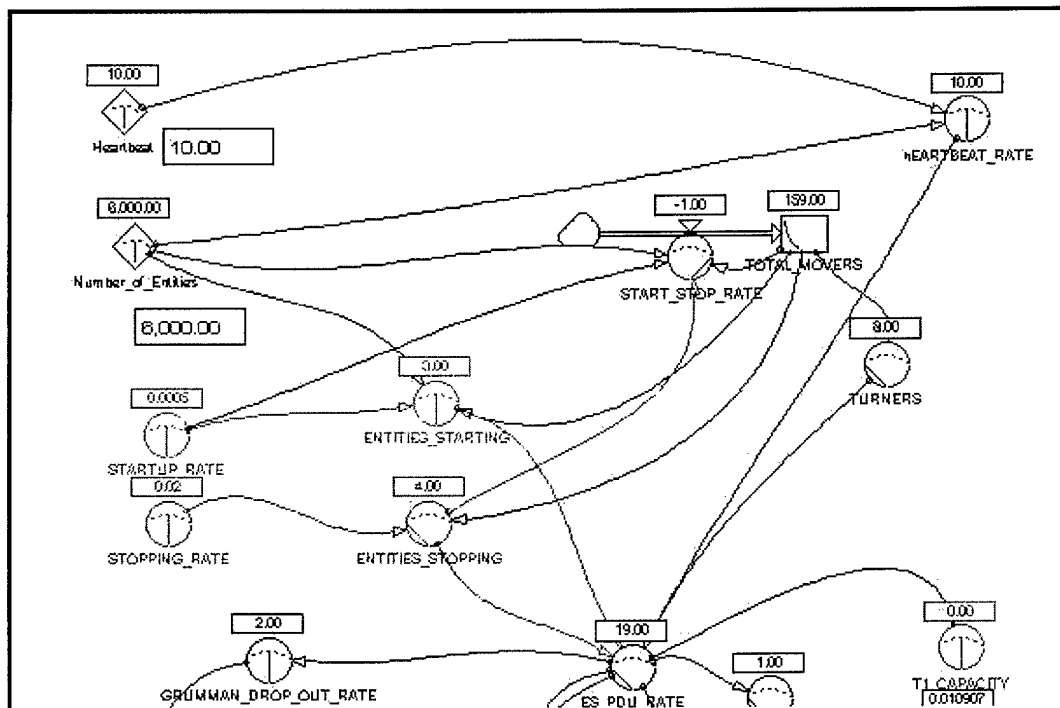 10.00
Heartbeat
10.00
10.00
hEARTBEAT_RATE
6,000.00
Number_of_Entities
6,000.00
-1.00
START_STOP_RATE
159.00
TOTAL_MOVERS
8.00
TURNERS
0.0005
STARTUP_RATE
3.00
ENTITIES_STARTING
0.02
STOPPING_RATE
4.00
ENTITIES_STOPPING
2.00
GRUMMAN_DROP_OUT_RATE
19.00
ES_PDU_RATE
1.00
0.00
T1_CAPACITY
0.010907